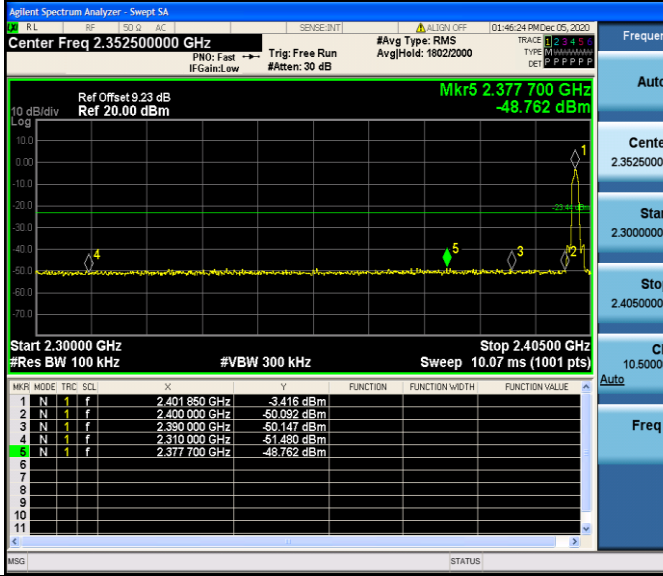 Agilent Spectrum Analyzer - Swept SA
RL RF 50 Ω AC SENSE:INT ALIGN OFF 01:46:24 PM Dec 05, 2020
Center Freq 2.352500000 GHz
PNO: Fast
IFGain:Low
Trig: Free Run
#Atten: 30 dB
#Avg Type: RMS
Avg|Hold: 1802/2000
TRACE 1 2 3 4 5 6
TYPE M
DET P P P P P P
Mkr5 2.377 700 GHz
-48.762 dBm
Ref Offset 9.23 dB
10 dB/div Ref 20.00 dBm
Log
10.0
0.00
-10.0
-20.0
-30.0
-40.0
-50.0
-60.0
-70.0
1
2
3
4
5
Start 2.30000 GHz Stop 2.40500 GHz
#Res BW 100 kHz #VBW 300 kHz Sweep 10.07 ms (1001 pts)
MKR MODE TRC SCL X Y FUNCTION FUNCTION WIDTH FUNCTION VALUE
1 N 1 f 2.401 850 GHz -3.416 dBm
2 N 1 f 2.400 000 GHz -50.092 dBm
3 N 1 f 2.390 000 GHz -50.147 dBm
4 N 1 f 2.310 000 GHz -51.480 dBm
5 N 1 f 2.377 700 GHz -48.762 dBm
6
7
8
9
10
11
MSG STATUS
Frequen
Auto
Cente
2.3525000
Star
2.3000000
Stop
2.4050000
C
10.5000
Auto
Freq